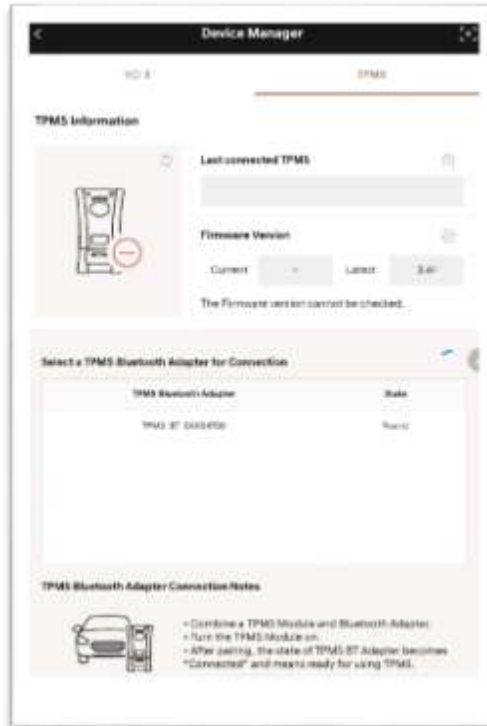 Device Manager
TPMS
TPMS Information
Last connected TPMS
Firmware Version
Current - Latest
The Firmware version cannot be checked.
Select a TPMS Bluetooth Adapter for Connection
TPMS Bluetooth Adapter State
TPMS BT
TPMS Bluetooth Adapter Connection Notes
• Combine a TPMS Module and Bluetooth Adapter.
• Turn the TPMS Module on
• After pairing, the state of TPMS BT Adapter becomes
"Connected" and means ready for using TPMS.